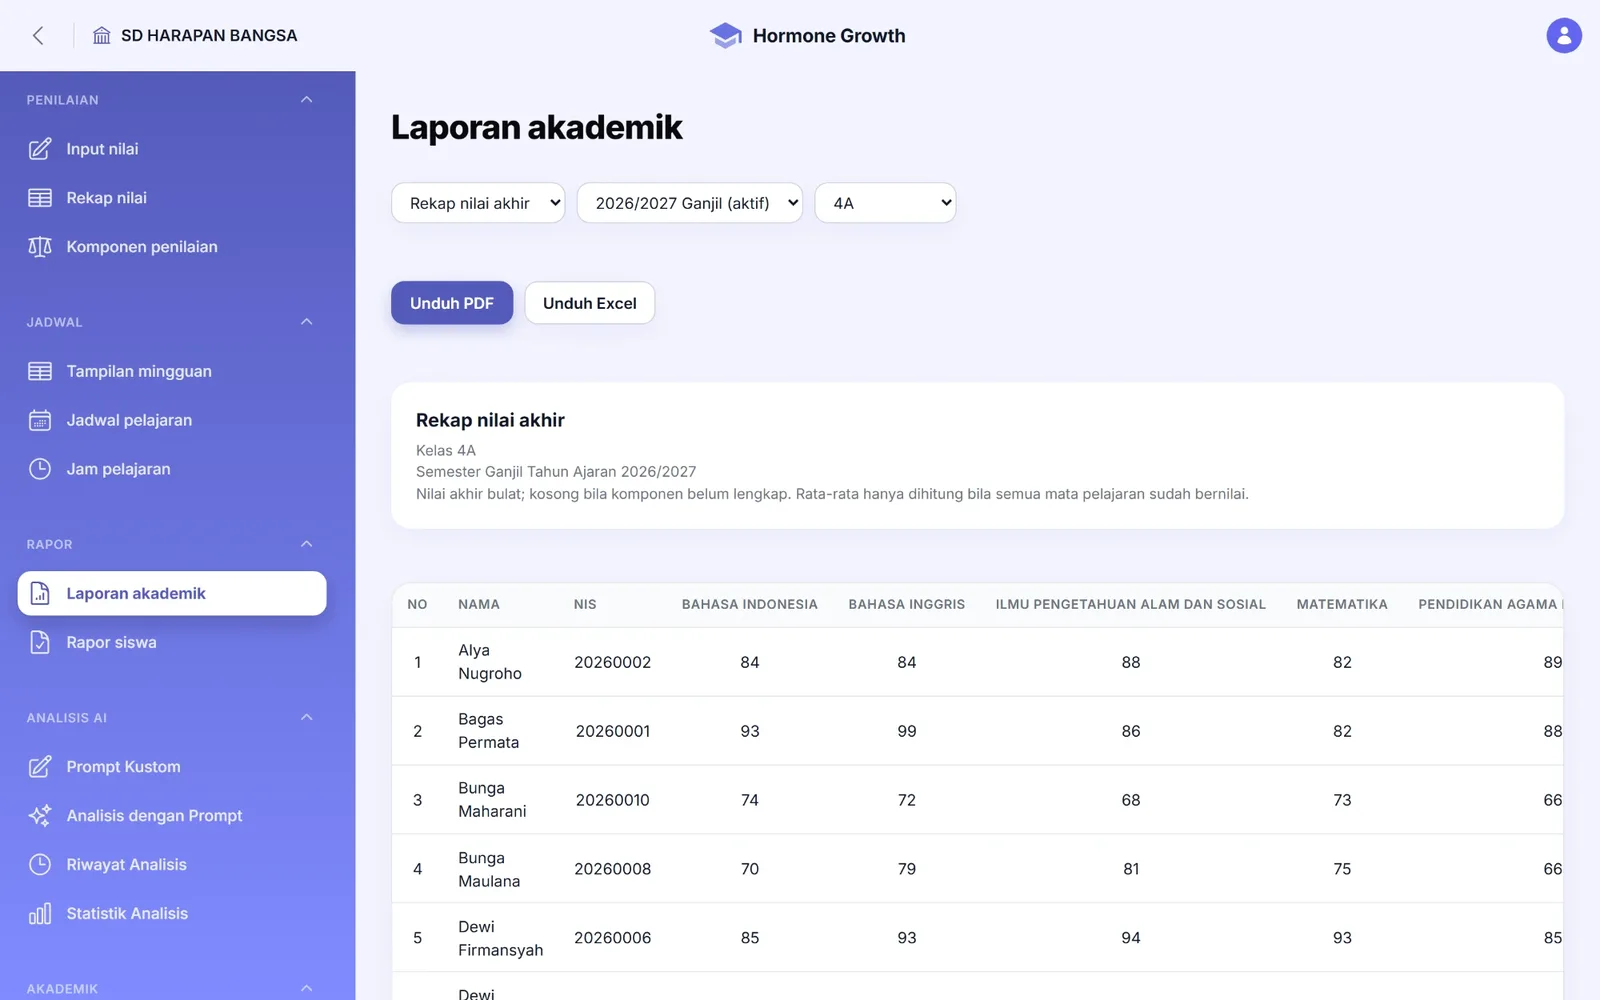 SD HARAPAN BANGSA
Hormone Growth
PENILAIAN
Input nilai
Rekap nilai
Komponen penilaian
JADWAL
Tampilan mingguan
Jadwal pelajaran
Jam pelajaran
RAPOR
Laporan akademik
Rapor siswa
ANALISIS AI
Prompt Kustom
Analisis dengan Prompt
Riwayat Analisis
Statistik Analisis
AKADEMIK
Laporan akademik
Rekap nilai akhir 2026/2027 Ganjil (aktif) 4A
Unduh PDF Unduh Excel
Rekap nilai akhir
Kelas 4A
Semester Ganjil Tahun Ajaran 2026/2027
Nilai akhir bulat; kosong bila komponen belum lengkap. Rata-rata hanya dihitung bila semua mata pelajaran sudah bernilai.
NO NAMA NIS BAHASA INDONESIA BAHASA INGGRIS ILMU PENGETAHUAN ALAM DAN SOSIAL MATEMATIKA PENDIDIKAN AGAMA
1 Alya Nugroho 20260002 84 84 88 82 89
2 Bagas Permata 20260001 93 99 86 82 88
3 Bunga Maharani 20260010 74 72 68 73 66
4 Bunga Maulana 20260008 70 79 81 75 66
5 Dewi Firmansyah 20260006 85 93 94 93 85
Dewi